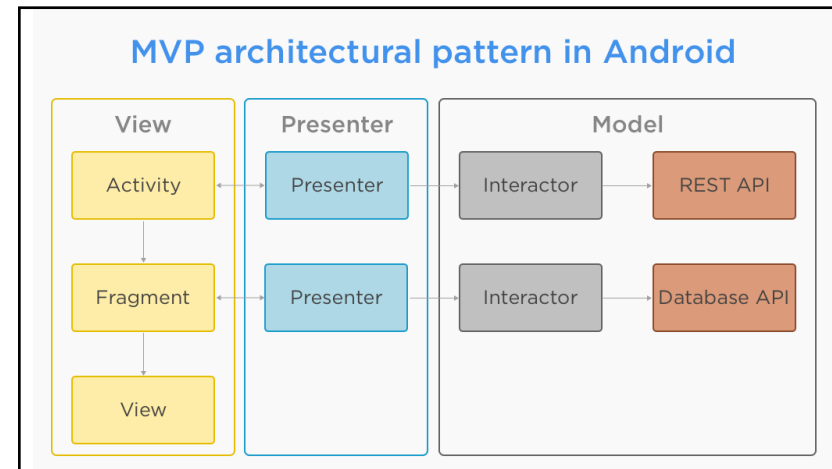 MVP architectural pattern in Android
View
Presenter
Model
Activity
Presenter
Interactor
REST API
Fragment
Presenter
Interactor
Database API
View